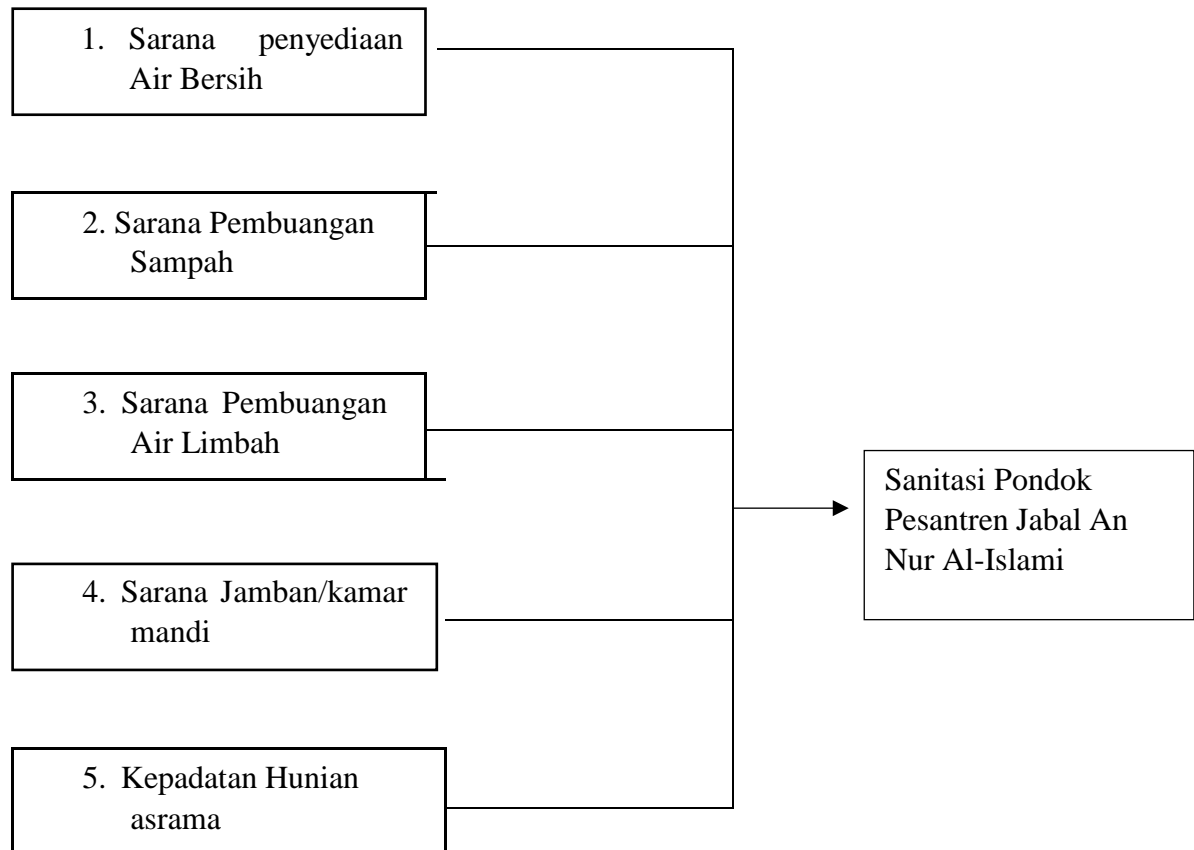 1. Sarana penyediaan
Air Bersih
2. Sarana Pembuangan
Sampah
3. Sarana Pembuangan
Air Limbah
Sanitasi Pondok
Pesantren Jabal An
Nur Al-Islami
4. Sarana Jamban/kamar
mandi
5. Kepadatan Hunian
asrama